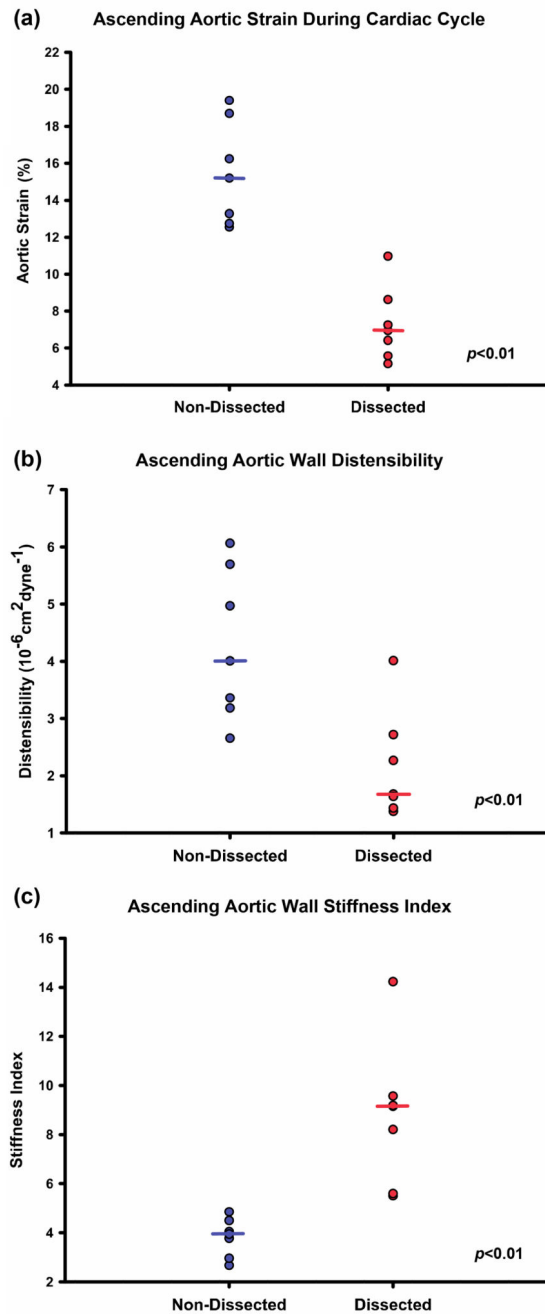 (a)
Ascending Aortic Strain During Cardiac Cycle
22
20
18
16
14
12
10
8
6
4
Aortic Strain (%)
p<0.01
Non-Dissected Dissected
(b)
Ascending Aortic Wall Distensibility
7
6
5
4
3
2
1
Distensibility (10⁻⁶cm²dyne⁻¹)
p<0.01
Non-Dissected Dissected
(c)
Ascending Aortic Wall Stiffness Index
16
14
12
10
8
6
4
2
Stiffness Index
p<0.01
Non-Dissected Dissected